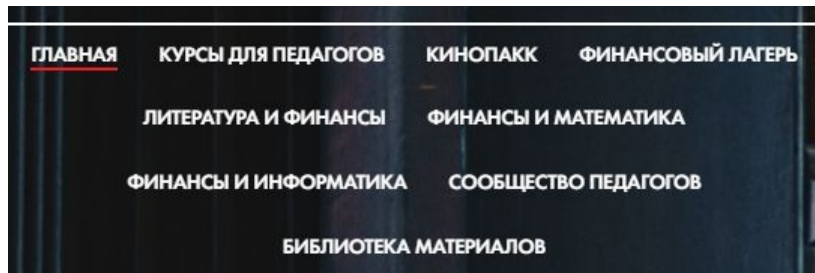 ГЛАВНАЯ КУРСЫ ДЛЯ ПЕДАГОГОВ КИНОПАКК ФИНАНСОВЫЙ ЛАГЕРЬ
ЛИТЕРАТУРА И ФИНАНСЫ ФИНАНСЫ И МАТЕМАТИКА
ФИНАНСЫ И ИНФОРМАТИКА СООБЩЕСТВО ПЕДАГОГОВ
БИБЛИОТЕКА МАТЕРИАЛОВ